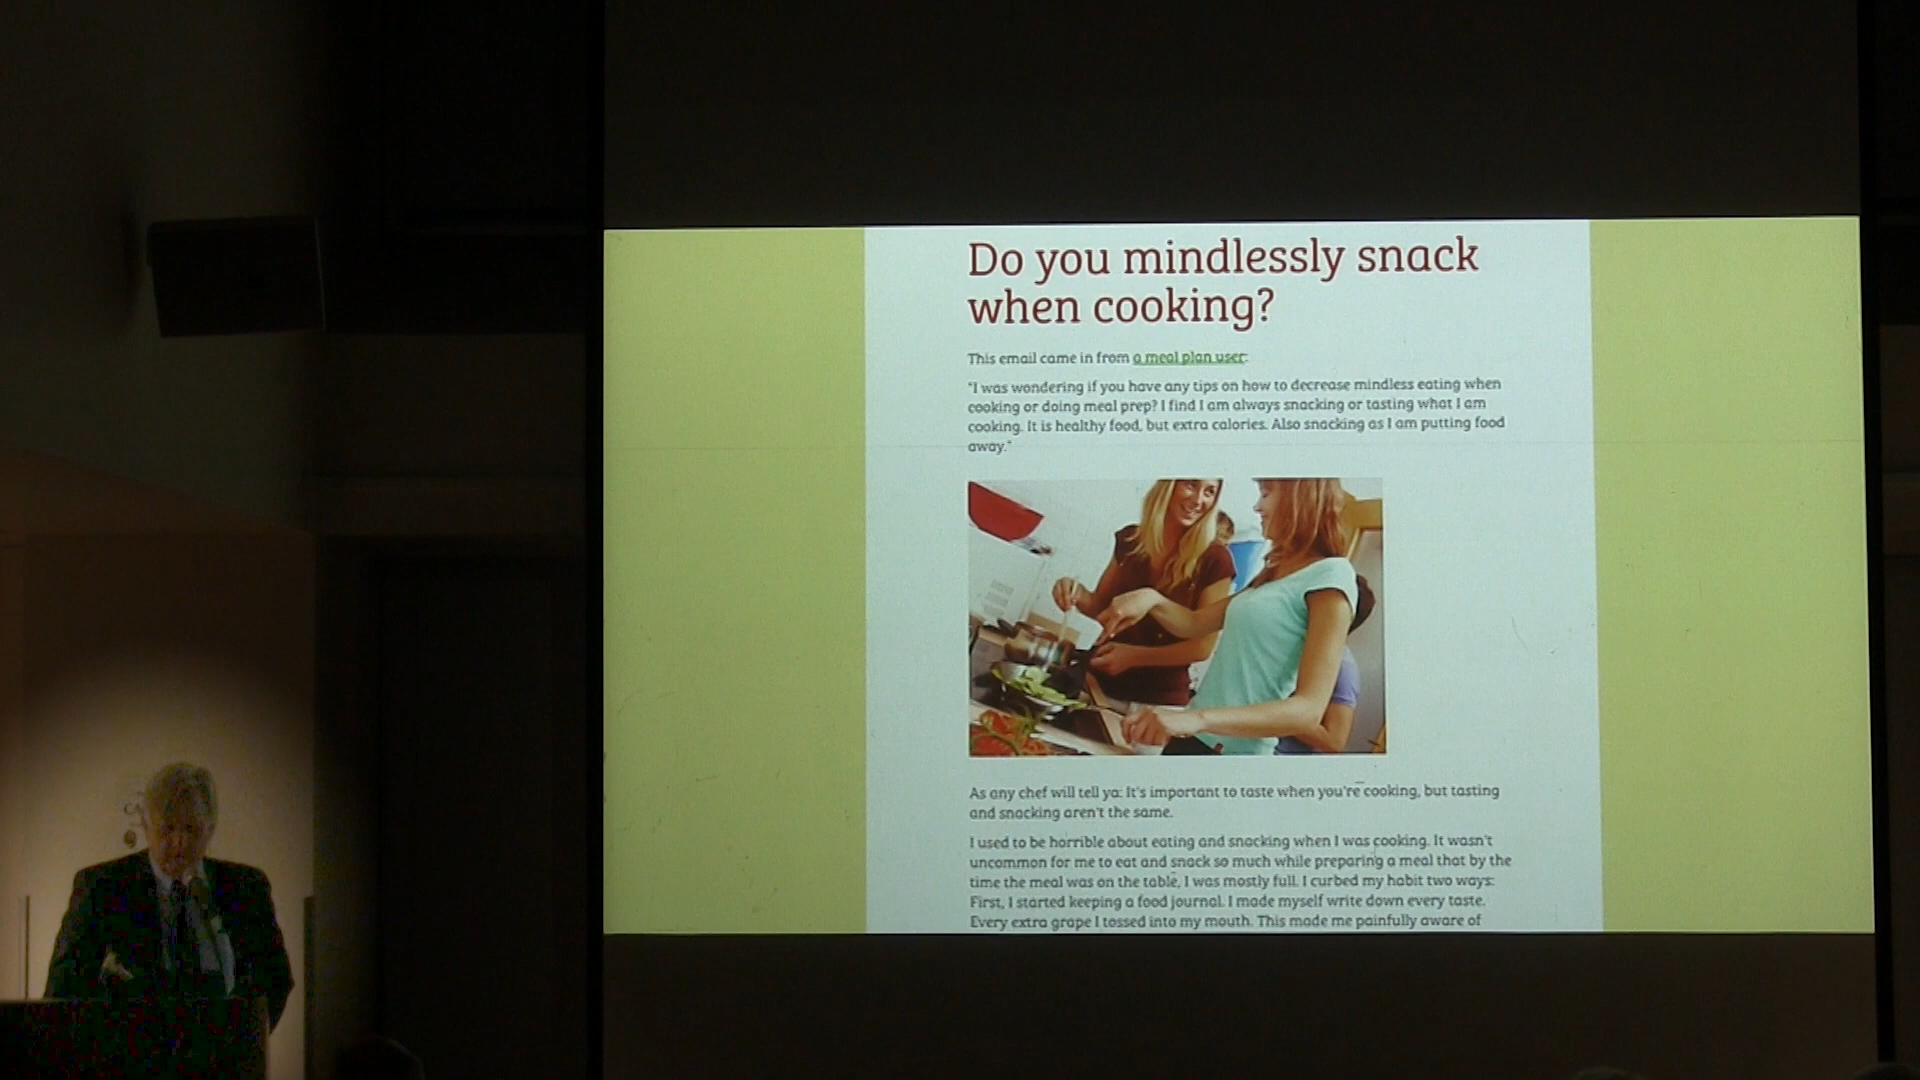 Do you mindlessly snack
when cooking?
This email came in from a meal plan user:
"I was wondering if you have any tips on how to decrease mindless eating when
cooking or doing meal prep? I find I am always snacking or tasting what I am
cooking. It is healthy food, but extra calories. Also snacking as I am putting food
away."
As any chef will tell ya: It's important to taste when you're cooking, but tasting
and snacking aren't the same.
I used to be horrible about eating and snacking when I was cooking. It wasn't
uncommon for me to eat and snack so much while preparing a meal that by the
time the meal was on the table, I was mostly full. I curbed my habit two ways:
First, I started keeping a food journal. I made myself write down every taste.
Every extra grape I tossed into my mouth. This made me painfully aware of